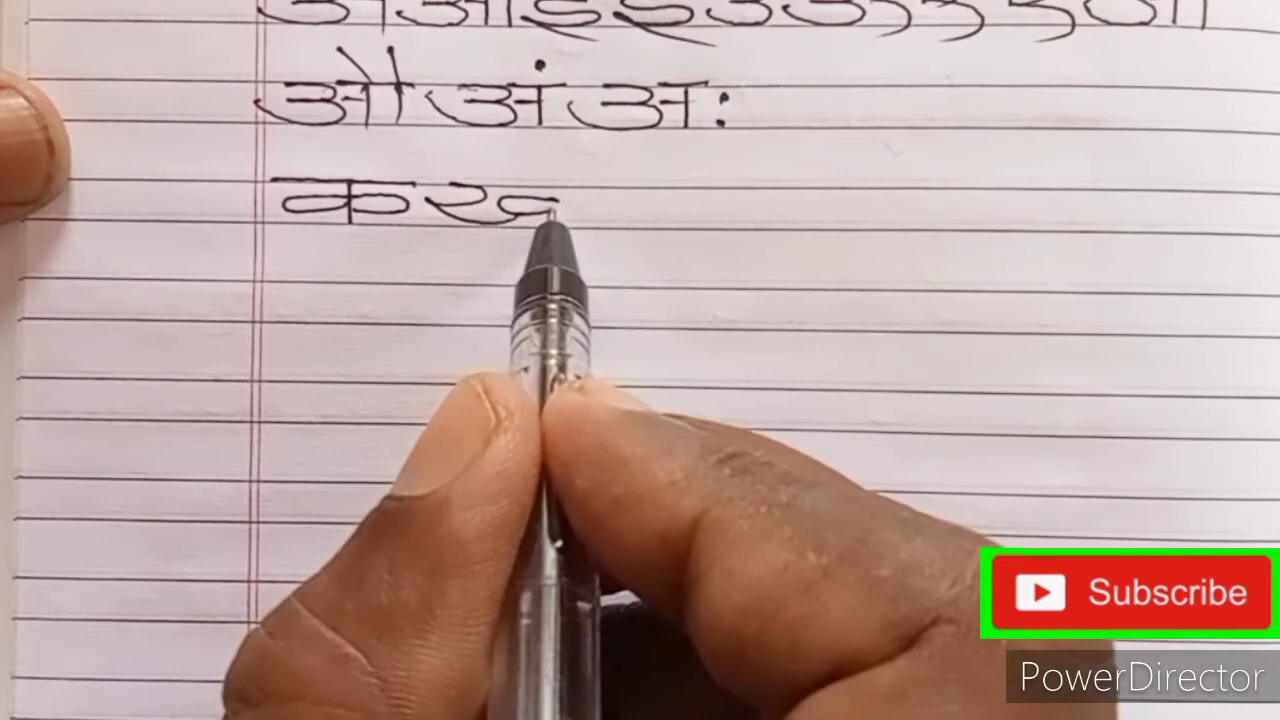 अ आ इ ई उ ऊ ऋ ए ऐ ओ
औ अं अः
क ख
Subscribe
PowerDirector